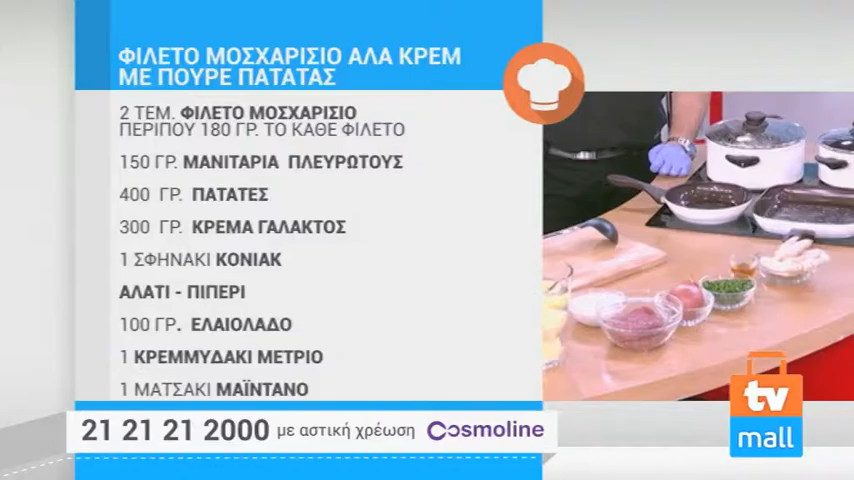 ΦΙΛΕΤΟ ΜΟΣΧΑΡΙΣΙΟ ΑΛΑ ΚΡΕΜ
ΜΕ ΠΟΥΡΕ ΠΑΤΑΤΑΣ
2 ΤΕΜ. ΦΙΛΕΤΟ ΜΟΣΧΑΡΙΣΙΟ
ΠΕΡΙΠΟΥ 180 ΓΡ. ΤΟ ΚΑΘΕ ΦΙΛΕΤΟ
150 ΓΡ. ΜΑΝΙΤΑΡΙΑ ΠΛΕΥΡΩΤΟΥΣ
400 ΓΡ. ΠΑΤΑΤΕΣ
300 ΓΡ. ΚΡΕΜΑ ΓΑΛΑΚΤΟΣ
1 ΣΦΗΝΑΚΙ ΚΟΝΙΑΚ
ΑΛΑΤΙ - ΠΙΠΕΡΙ
100 ΓΡ. ΕΛΑΙΟΛΑΔΟ
1 ΚΡΕΜΜΥΔΑΚΙ ΜΕΤΡΙΟ
1 ΜΑΤΣΑΚΙ ΜΑΪΝΤΑΝΟ
21 21 21 2000 με αστική χρέωση Cosmoline
tv
mall